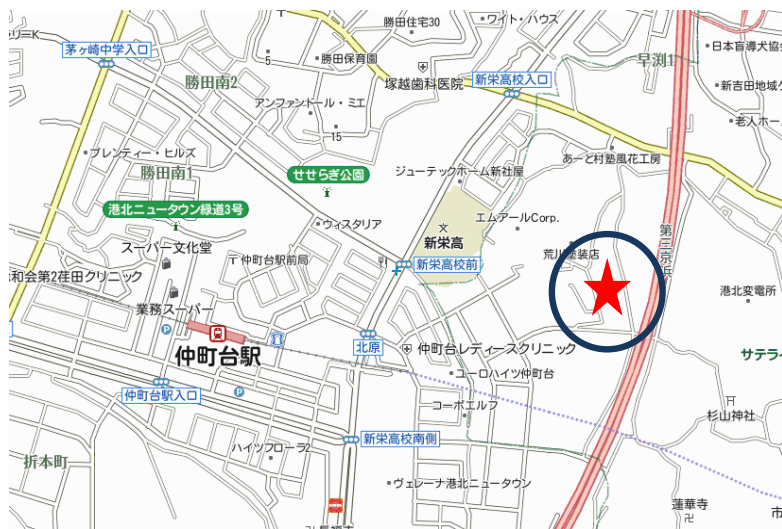 勝田住宅30
ワイト・ハウス
茅ヶ崎中学入口
5
勝田保育園
早渕1
日本盲導犬協会
勝田南2
塚越歯科医院
新栄高校入口
新吉田地域ケ
アンファントール・ミエ
15
老人ホーム
プレンティー・ヒルズ
あーと村塾風花工房
勝田南1
せせらぎ公園
ジューテックホーム新社屋
港北ニュータウン緑道3号
ウィスタリア
エムアールCorp.
新栄高
第三京浜
スーパー文化堂
荒川塗装店
仲町台駅前局
新栄高校前
和会第2荏田クリニック
港北変電所
業務スーパー
P
北原
仲町台レディースクリニック
サテライ
仲町台駅
ユーロハイツ仲町台
仲町台駅入口
P
コーポエルフ
杉山神社
新栄高校南側
折本町
ハイツフローラ2
ヴェレーナ港北ニュータウン
蓮華寺
市